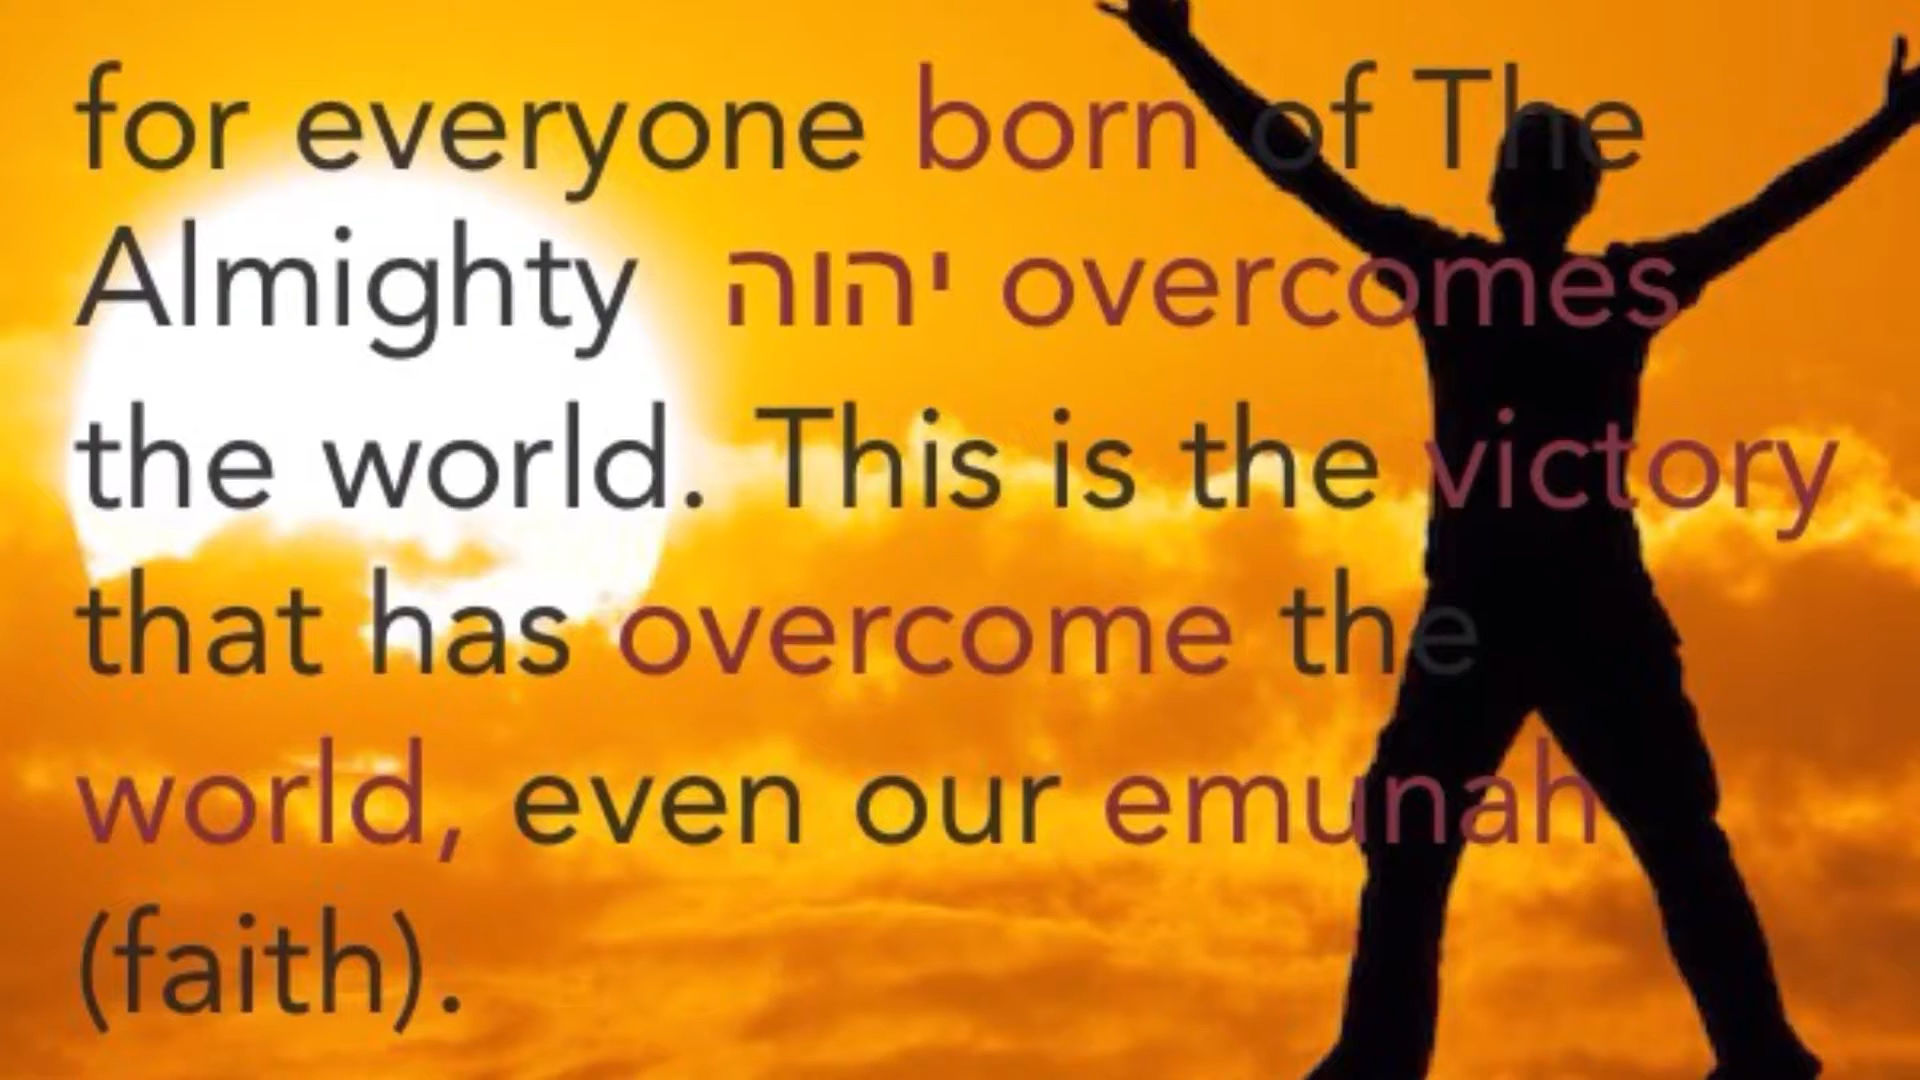 for everyone born of The
Almighty יהוה overcomes
the world. This is the victory
that has overcome the
world, even our emunah
(faith).